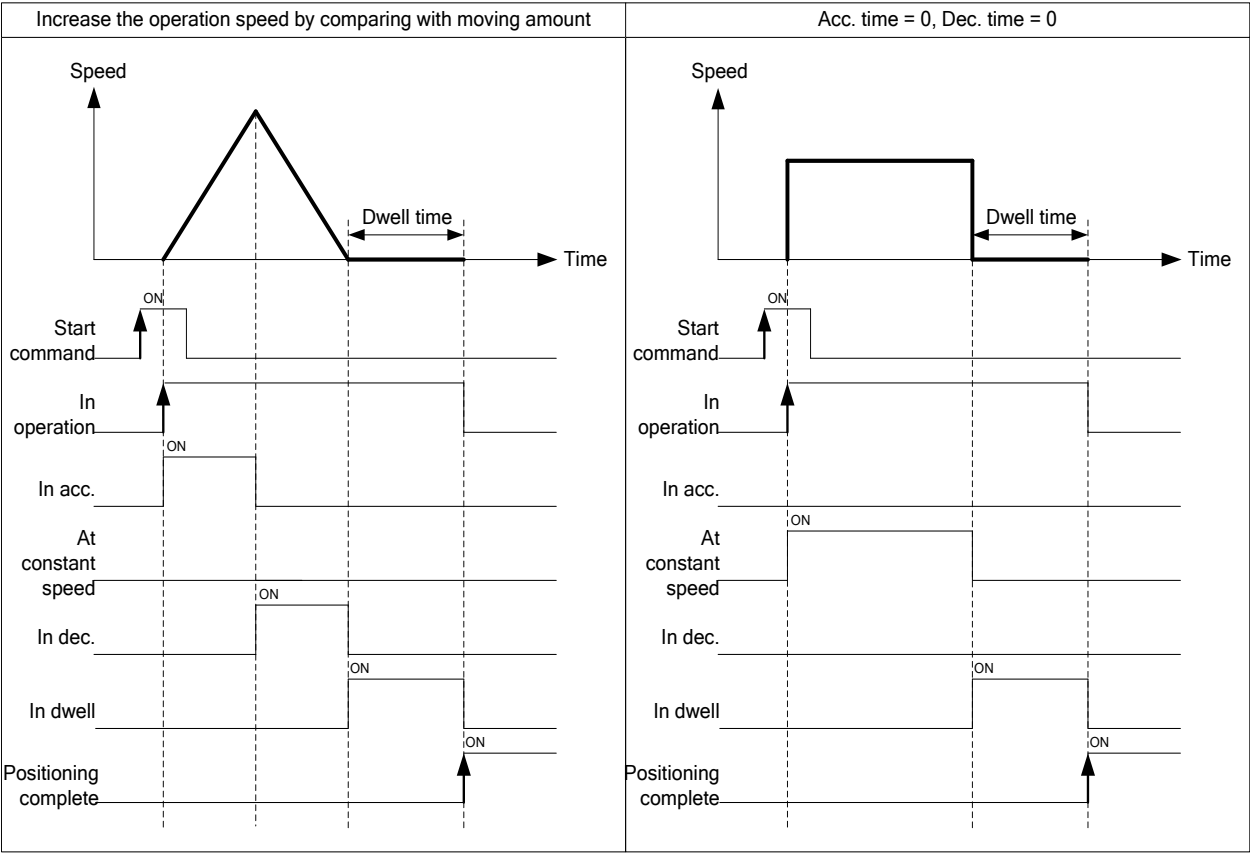 Increase the operation speed by comparing with moving amount
Speed
Dwell time
Time
ON
Start
command
In
operation
ON
In acc.
At
constant
speed
ON
In dec.
ON
In dwell
ON
Positioning
complete
Acc. time = 0, Dec. time = 0
Speed
Dwell time
Time
ON
Start
command
In
operation
In acc.
ON
At
constant
speed
In dec.
ON
In dwell
ON
Positioning
complete